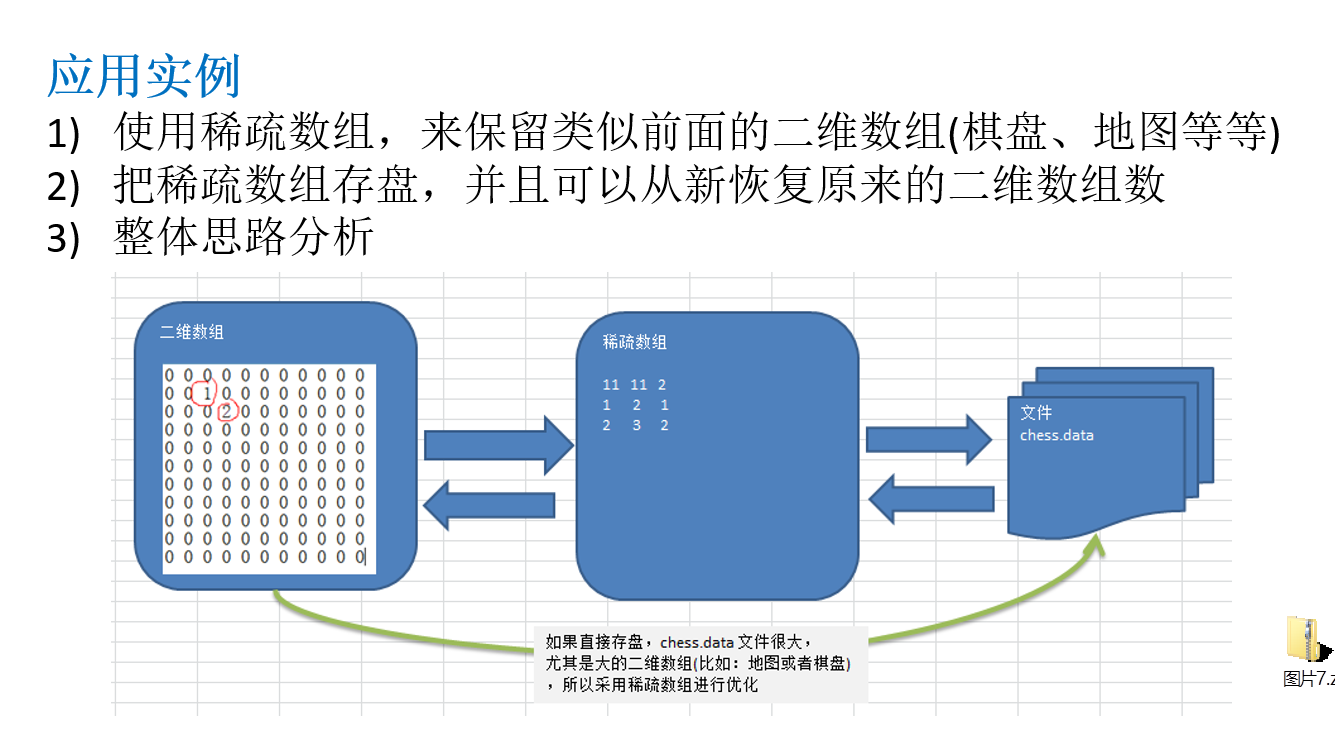 应用实例
1) 使用稀疏数组，来保留类似前面的二维数组(棋盘、地图等等)
2) 把稀疏数组存盘，并且可以从新恢复原来的二维数组数
3) 整体思路分析
二维数组
0 0 0 0 0 0 0 0 0 0 0
0 0 1 0 0 0 0 0 0 0 0
0 0 0 2 0 0 0 0 0 0 0
0 0 0 0 0 0 0 0 0 0 0
0 0 0 0 0 0 0 0 0 0 0
0 0 0 0 0 0 0 0 0 0 0
0 0 0 0 0 0 0 0 0 0 0
0 0 0 0 0 0 0 0 0 0 0
0 0 0 0 0 0 0 0 0 0 0
0 0 0 0 0 0 0 0 0 0 0
0 0 0 0 0 0 0 0 0 0 0
稀疏数组
11 11 2
1 2 1
2 3 2
文件
chess.data
如果直接存盘，chess.data 文件很大，
尤其是大的二维数组(比如：地图或者棋盘)
，所以采用稀疏数组进行优化
图片7.z